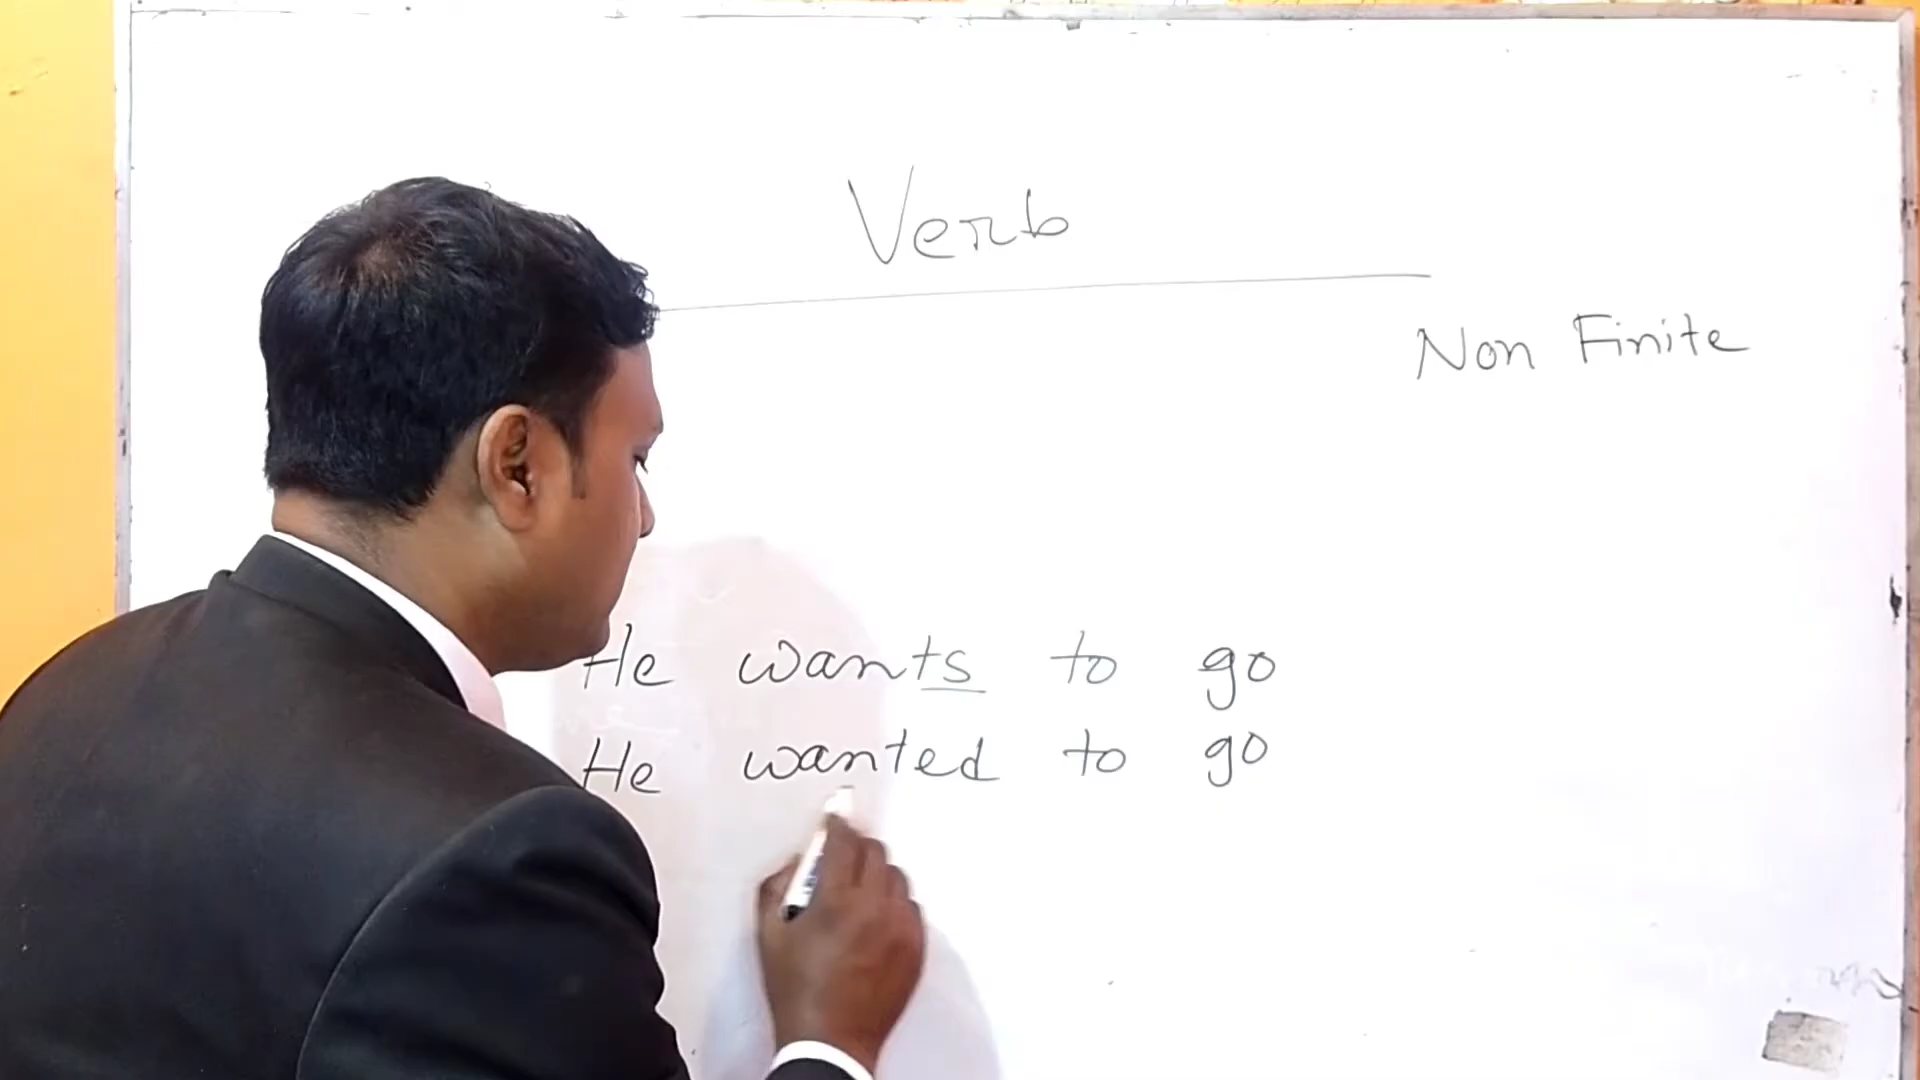 Verb
Non Finite
He wants to go
He wanted to go